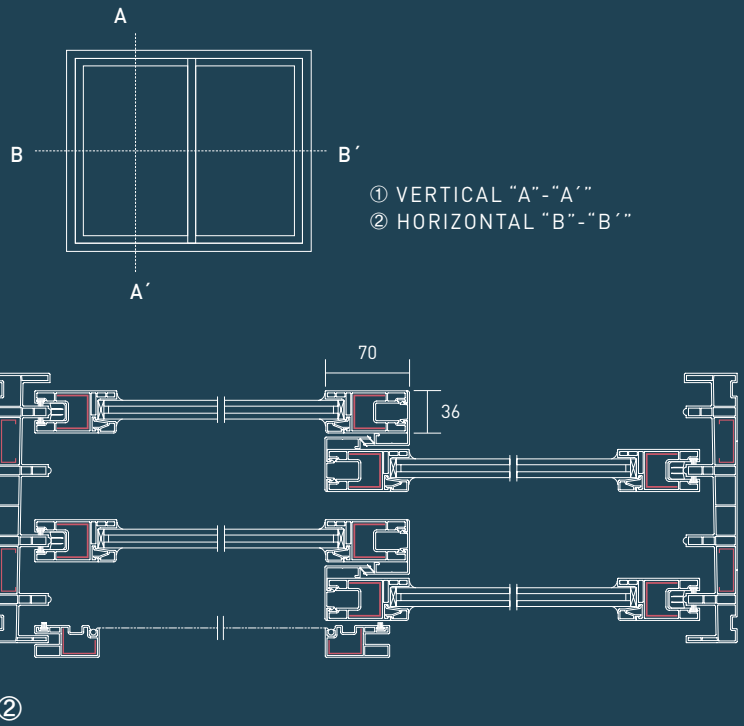 A
B
B´
① VERTICAL “A”-“A´”
② HORIZONTAL “B”-“B´”
A´
70
36
②